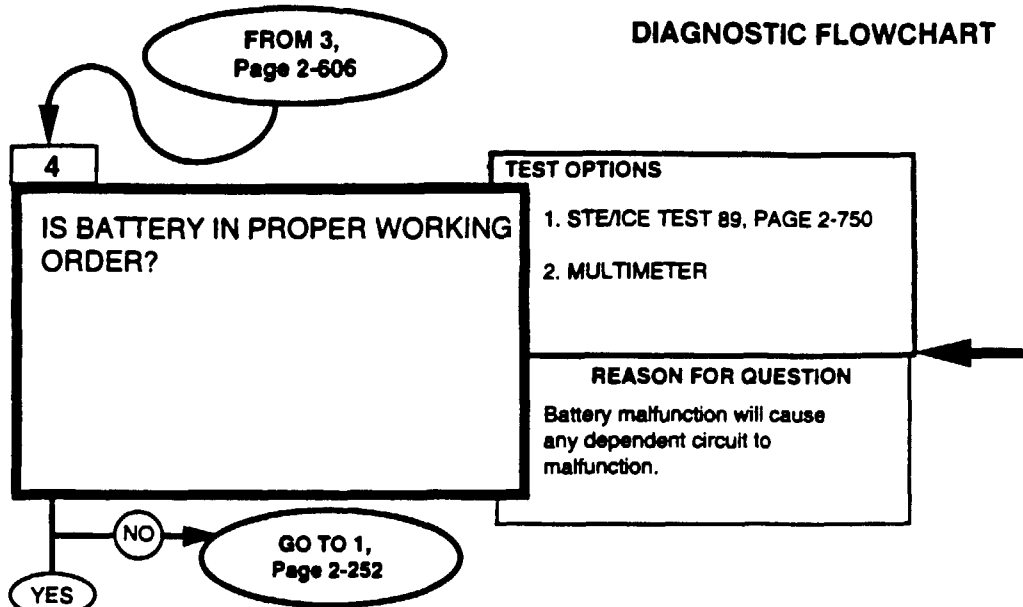 DIAGNOSTIC FLOWCHART
FROM 3,
Page 2-606
4
IS BATTERY IN PROPER WORKING
ORDER?
TEST OPTIONS
1. STE/ICE TEST 89, PAGE 2-750
2. MULTIMETER
REASON FOR QUESTION
Battery malfunction will cause
any dependent circuit to
malfunction.
NO
GO TO 1,
Page 2-252
YES